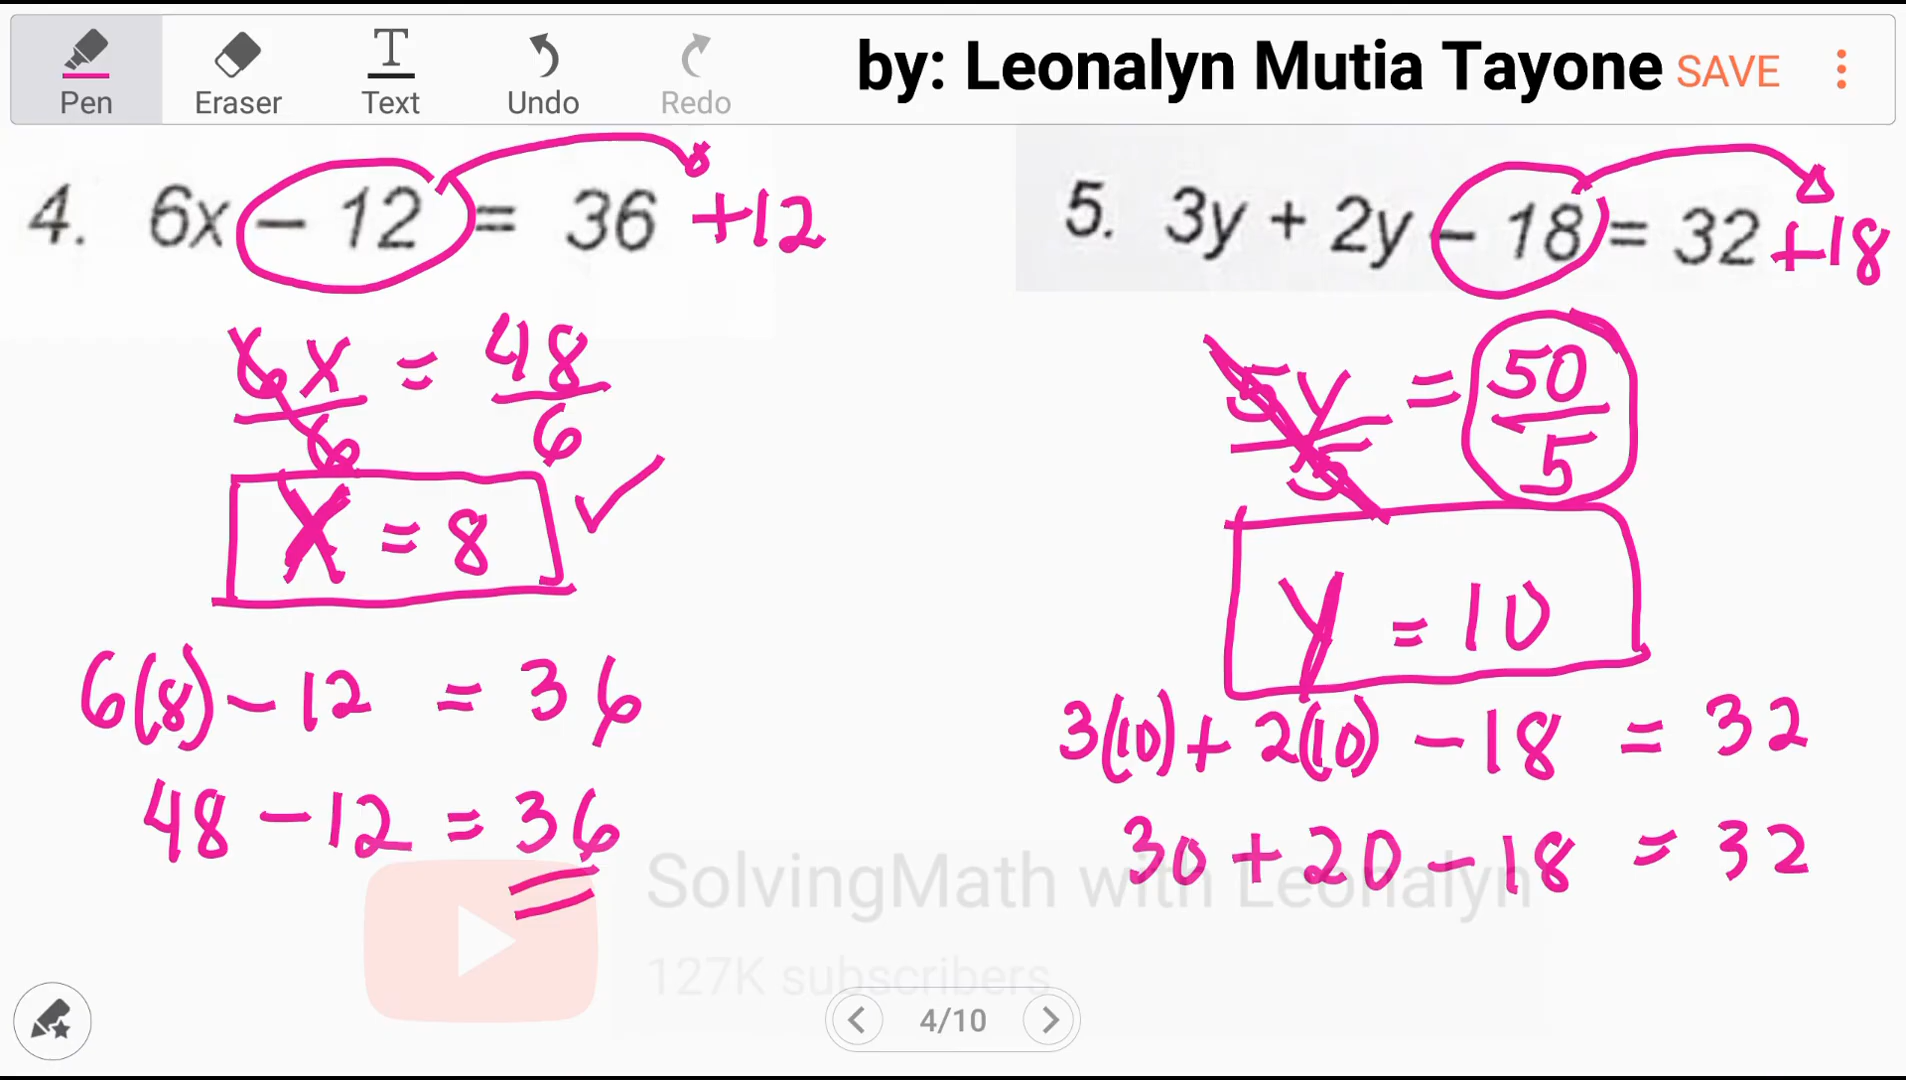 Pen Eraser Text Undo Redo by: Leonalyn Mutia Tayone SAVE
4. 6x – 12 = 36 +12
6x/6 = 48/6
X = 8 ✓
6(8) – 12 = 36
48 – 12 = 36
5. 3y + 2y – 18 = 32 +18
5y/5 = 50/5
y = 10
3(10) + 2(10) – 18 = 32
30 + 20 – 18 = 32
SolvingMath with Leonalyn
127K subscribers
4/10